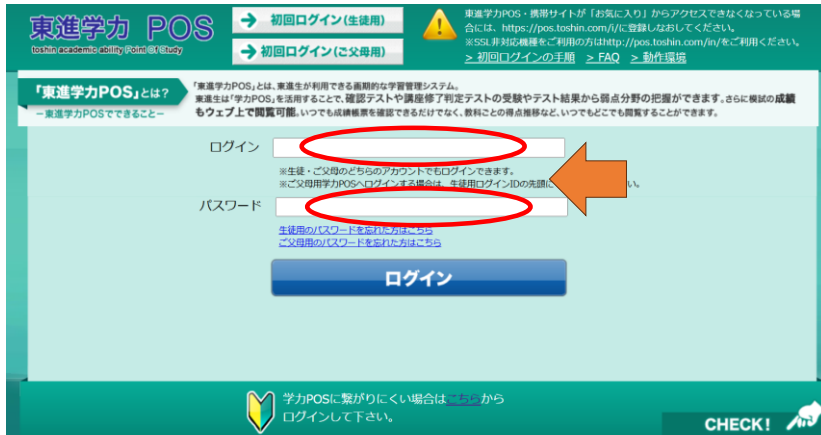 東進学力 POS
toshin academic ability Point Of Study
初回ログイン(生徒用)
初回ログイン(ご父母用)
東進学力POS・携帯サイトが「お気に入り」からアクセスできなくなっている場
合には、https://pos.toshin.com/i/に登録しなおしてください。
※SSL非対応機種をご利用の方はhttp://pos.toshin.com/in/をご利用ください。
> 初回ログインの手順 > FAQ > 動作環境
「東進学力POS」とは?
ー東進学力POSでできることー
「東進学力POS」とは、東進生が利用できる画期的な学習管理システム。
東進生は「学力POS」を活用することで、確認テストや講座修了判定テストの受験やテスト結果から弱点分野の把握ができます。さらに模試の成績
もウェブ上で閲覧可能。いつでも成績帳票を確認できるだけでなく、教科ごとの得点推移など、いつでもどこでも閲覧することができます。
ログイン
※生徒・ご父母のどちらのアカウントでもログインできます。
※ご父母用学力POSへログインする場合は、生徒用ログインIDの先頭に い。
パスワード
生徒用のパスワードを忘れた方はこちら
ご父母用のパスワードを忘れた方はこちら
ログイン
学力POSに繋がりにくい場合はこちらから
ログインして下さい。
CHECK!